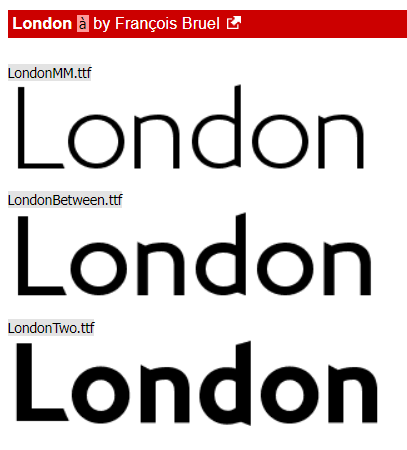 London à by François Bruel
LondonMM.ttf
London
LondonBetween.ttf
London
LondonTwo.ttf
London